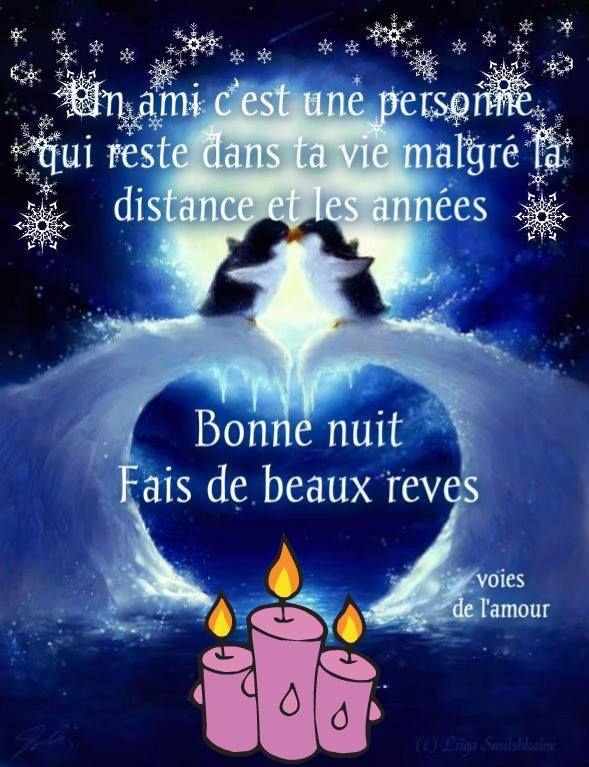 Un ami c'est une personne
qui reste dans ta vie malgré la
distance et les années
Bonne nuit
Fais de beaux reves
voies
de l'amour
(c) Liiga Smilshkalne